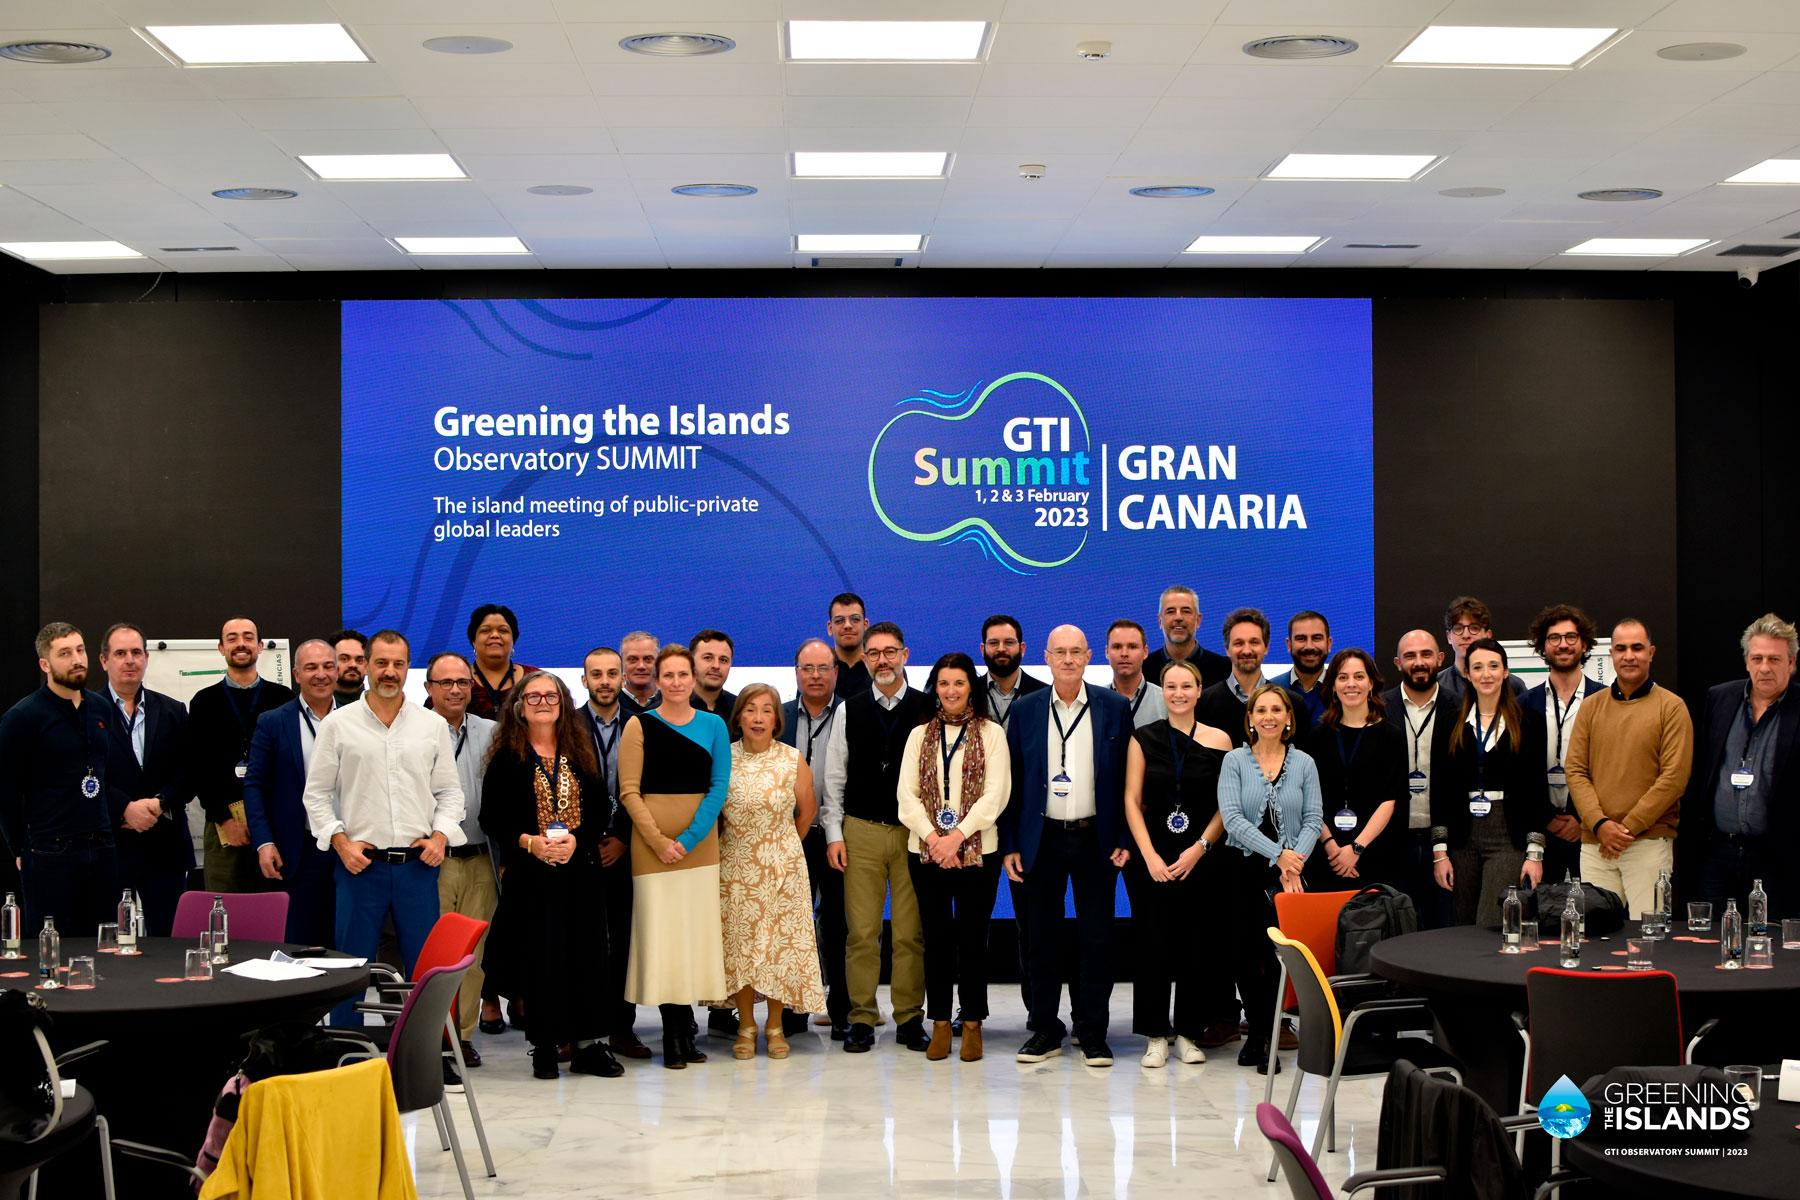 Greening the Islands
Observatory SUMMIT
The island meeting of public-private
global leaders
GTI
Summit
1, 2 & 3 February
2023
GRAN
CANARIA
ENCIAS
GREENING
THE ISLANDS
GTI OBSERVATORY SUMMIT | 2023